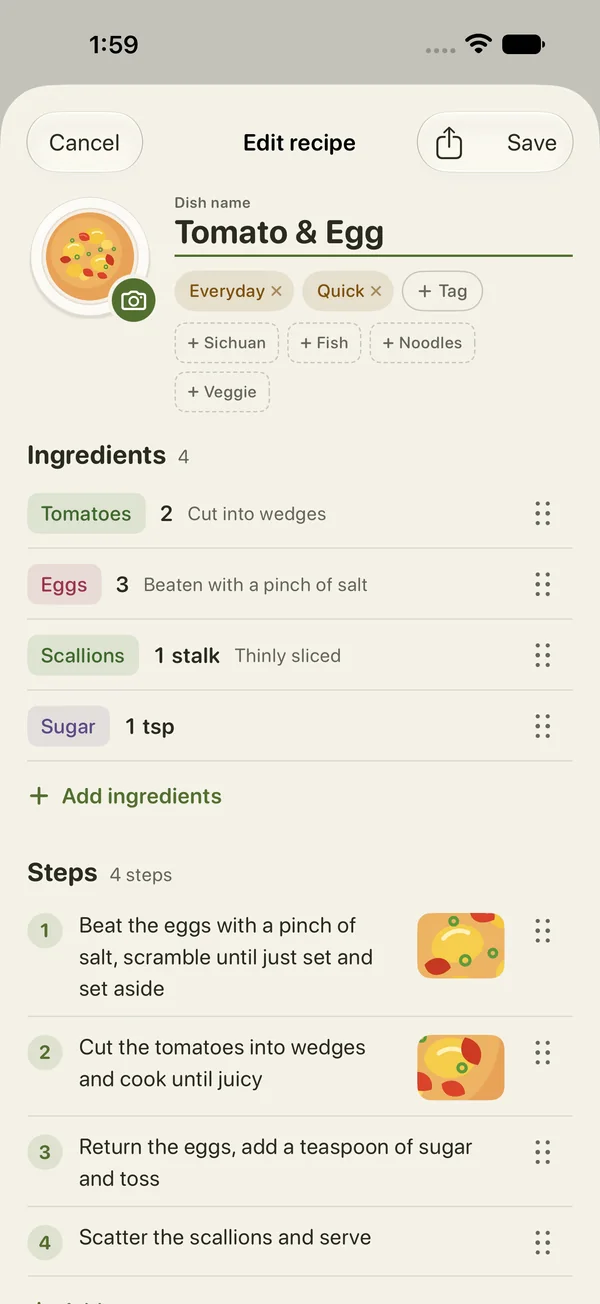 1:59
Cancel
Edit recipe
Save
Dish name
Tomato & Egg
Everyday ×
Quick ×
+ Tag
+ Sichuan
+ Fish
+ Noodles
+ Veggie
Ingredients 4
Tomatoes 2 Cut into wedges
Eggs 3 Beaten with a pinch of salt
Scallions 1 stalk Thinly sliced
Sugar 1 tsp
+ Add ingredients
Steps 4 steps
1 Beat the eggs with a pinch of
salt, scramble until just set and
set aside
2 Cut the tomatoes into wedges
and cook until juicy
3 Return the eggs, add a teaspoon of sugar
and toss
4 Scatter the scallions and serve